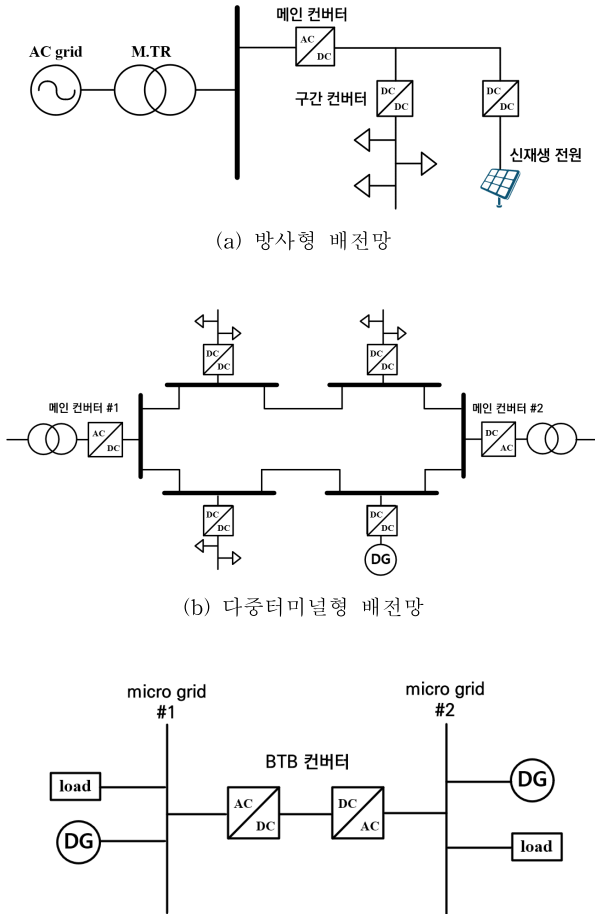 메인 컨버터
AC grid
M.TR
AC
DC
구간 컨버터
DC
DC
DC
DC
신재생 전원
(a) 방사형 배전망
DC
DC
DC
DC
메인 컨버터 #1
메인 컨버터 #2
AC
DC
DC
AC
DC
DC
DC
DC
DG
(b) 다중터미널형 배전망
micro grid
#1
micro grid
#2
BTB 컨버터
load
DG
AC
DC
DC
AC
DG
load